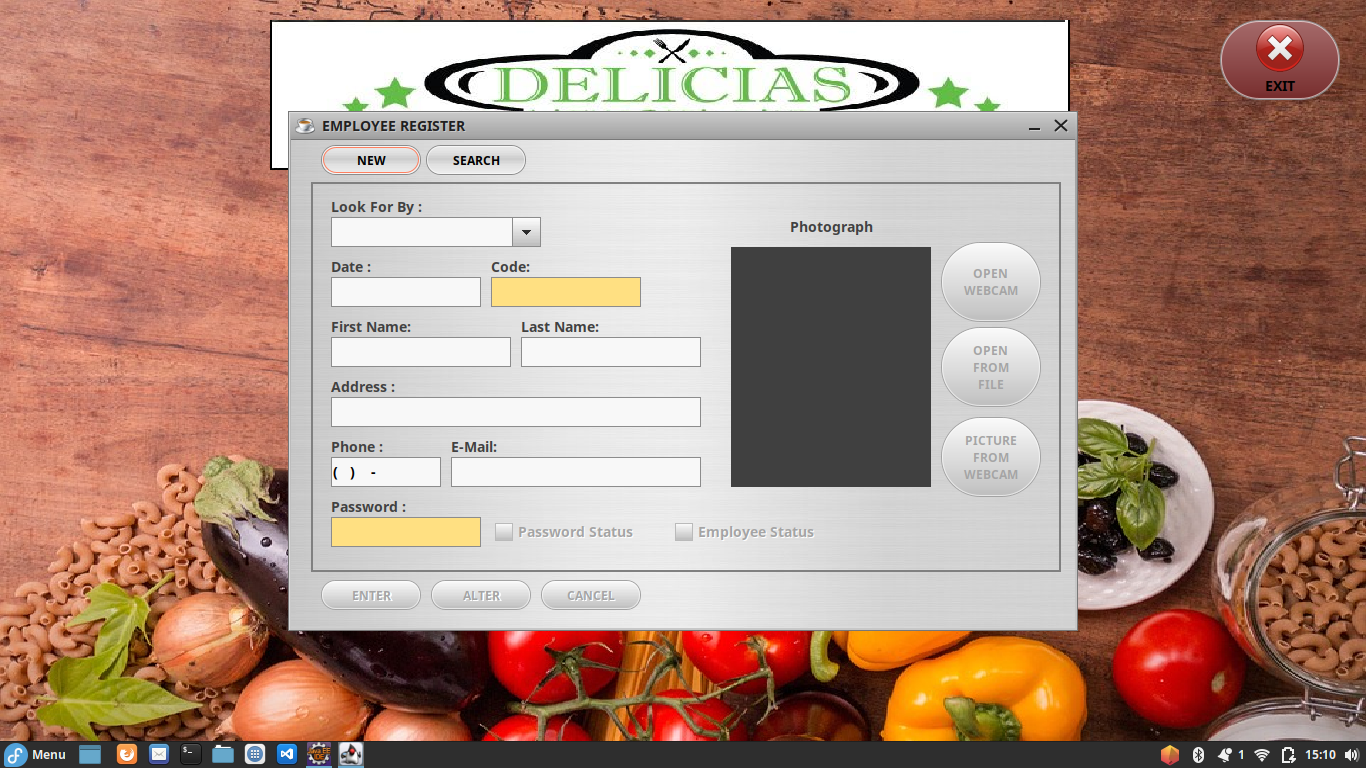 DELICIAS
EXIT
EMPLOYEE REGISTER
NEW SEARCH
Look For By :
Photograph
Date : Code:
OPEN
WEBCAM
First Name: Last Name:
OPEN
FROM
FILE
Address :
Phone : E-Mail:
( ) -
PICTURE
FROM
WEBCAM
Password :
Password Status Employee Status
ENTER ALTER CANCEL
Menu 1 15:10